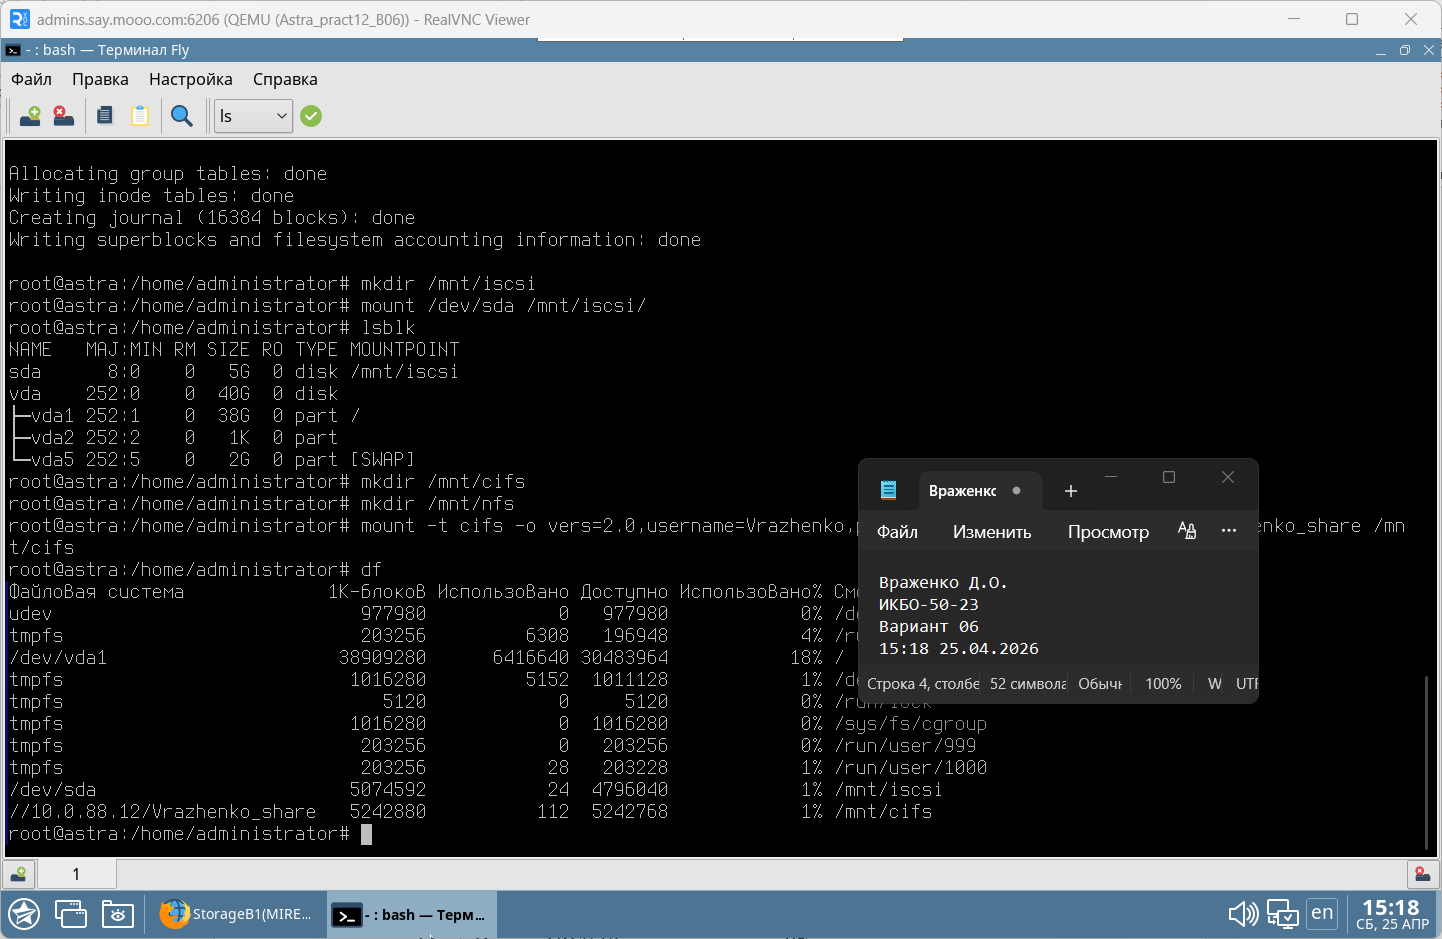 admins.say.mooo.com:6206 (QEMU (Astra_pract12_B06)) - RealVNC Viewer
- : bash — Терминал Fly
Файл Правка Настройка Справка
ls
Allocating group tables: done
Writing inode tables: done
Creating journal (16384 blocks): done
Writing superblocks and filesystem accounting information: done
root@astra:/home/administrator# mkdir /mnt/iscsi
root@astra:/home/administrator# mount /dev/sda /mnt/iscsi/
root@astra:/home/administrator# lsblk
NAME MAJ:MIN RM SIZE RO TYPE MOUNTPOINT
sda 8:0 0 5G 0 disk /mnt/iscsi
vda 252:0 0 40G 0 disk
├─vda1 252:1 0 38G 0 part /
├─vda2 252:2 0 1K 0 part
└─vda5 252:5 0 2G 0 part [SWAP]
root@astra:/home/administrator# mkdir /mnt/cifs
root@astra:/home/administrator# mkdir /mnt/nfs
root@astra:/home/administrator# mount -t cifs -o vers=2.0,username=Vrazhenko,p enko_share /mn
t/cifs
root@astra:/home/administrator# df
Файловая система 1K-блоков Использовано Доступно Использовано% Смо
udev 977980 0 977980 0% /de
tmpfs 203256 6308 196948 4% /ru
/dev/vda1 38909280 6416640 30483964 18% /
tmpfs 1016280 5152 1011128 1% /de
tmpfs 5120 0 5120 0% /run/lock
tmpfs 1016280 0 1016280 0% /sys/fs/cgroup
tmpfs 203256 0 203256 0% /run/user/999
tmpfs 203256 28 203228 1% /run/user/1000
/dev/sda 5074592 24 4796040 1% /mnt/iscsi
//10.0.88.12/Vrazhenko_share 5242880 112 5242768 1% /mnt/cifs
root@astra:/home/administrator#
Враженко
Файл Изменить Просмотр
Враженко Д.О.
ИКБО-50-23
Вариант 06
15:18 25.04.2026
Строка 4, столбе 52 символа Обычн 100% W UTF
1
StorageB1(MIRE... - : bash — Терм... en 15:18
СБ, 25 АПР